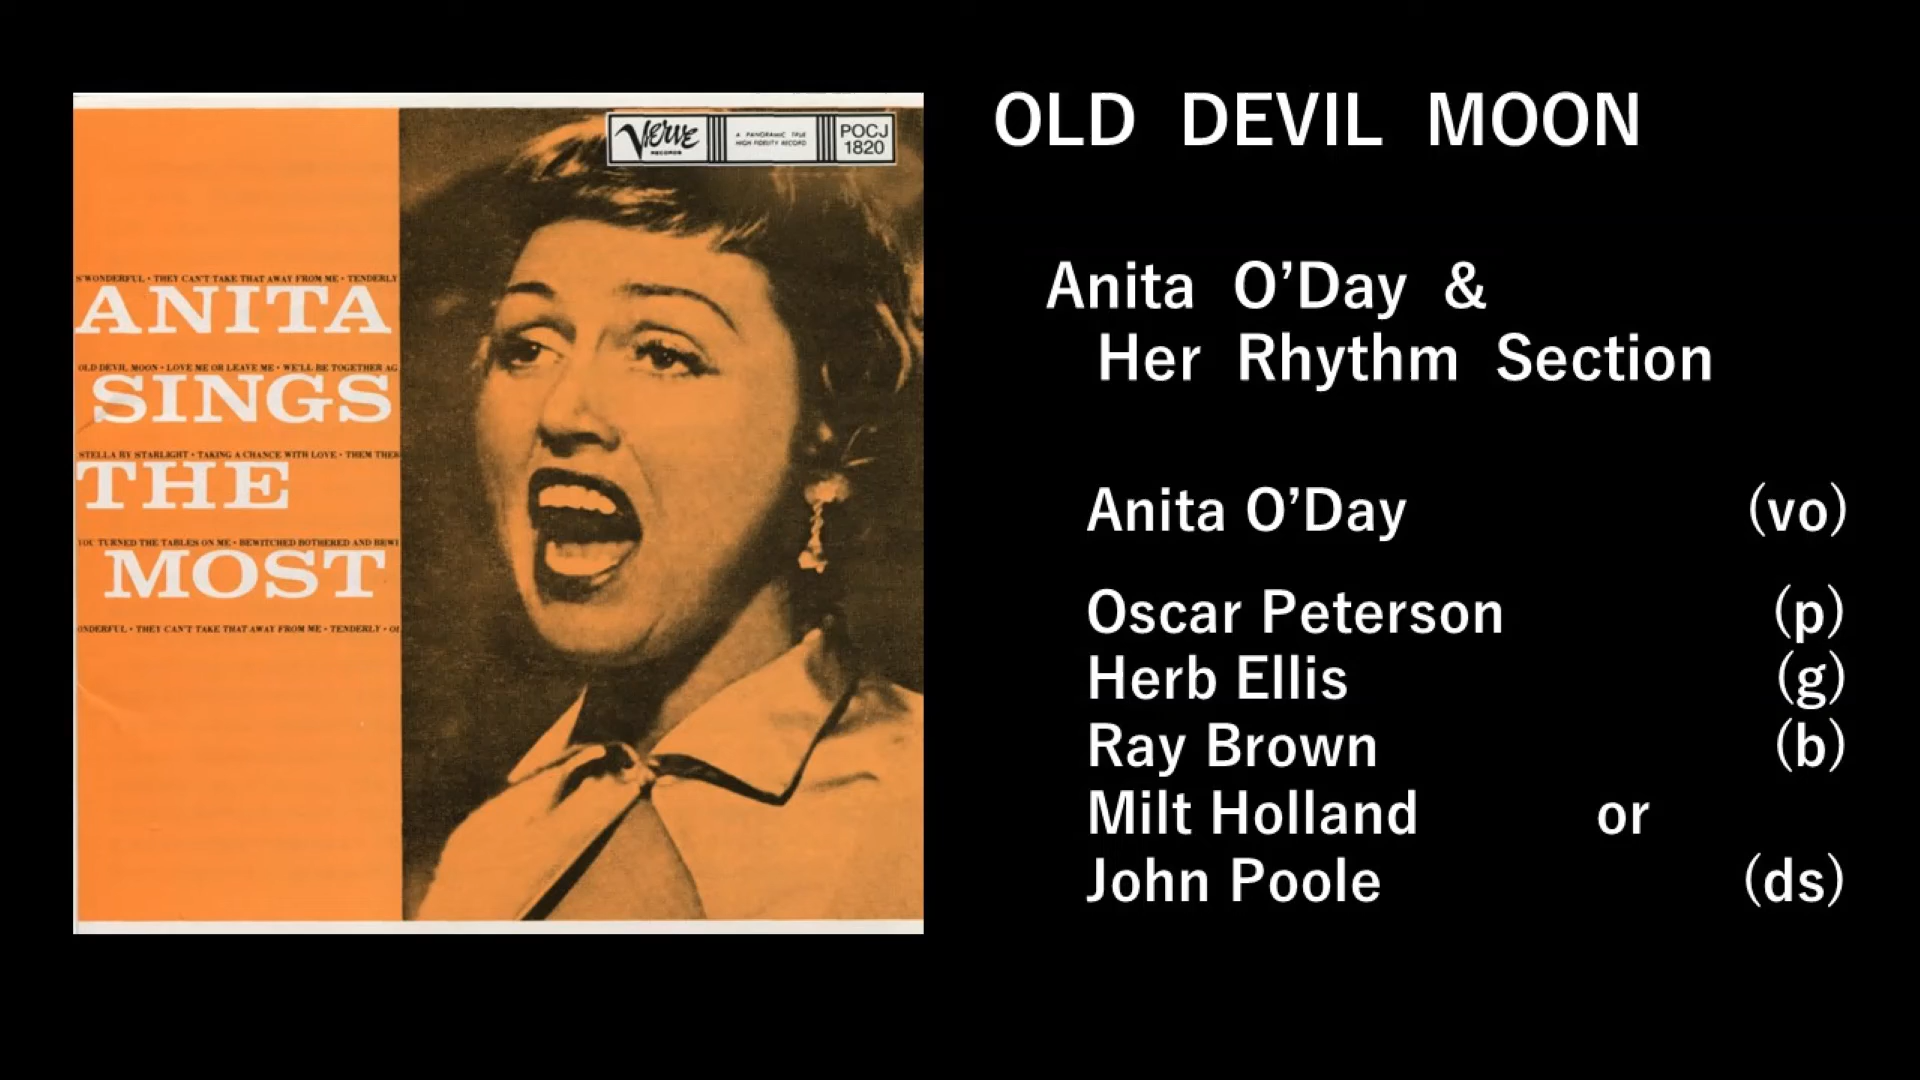 Verve
RECORDS
A PANORAMIC TRUE
HIGH FIDELITY RECORD
POCJ
1820
S'WONDERFUL • THEY CAN'T TAKE THAT AWAY FROM ME • TENDERLY
ANITA
OLD DEVIL MOON • LOVE ME OR LEAVE ME • WE'LL BE TOGETHER AG
SINGS
STELLA BY STARLIGHT • TAKING A CHANCE WITH LOVE • THEM THER
THE
YOU TURNED THE TABLES ON ME • BEWITCHED BOTHERED AND BEWI
MOST
ONDERFUL • THEY CAN'T TAKE THAT AWAY FROM ME • TENDERLY • OL
OLD DEVIL MOON
Anita O'Day &
Her Rhythm Section
Anita O'Day (vo)
Oscar Peterson (p)
Herb Ellis (g)
Ray Brown (b)
Milt Holland or
John Poole (ds)